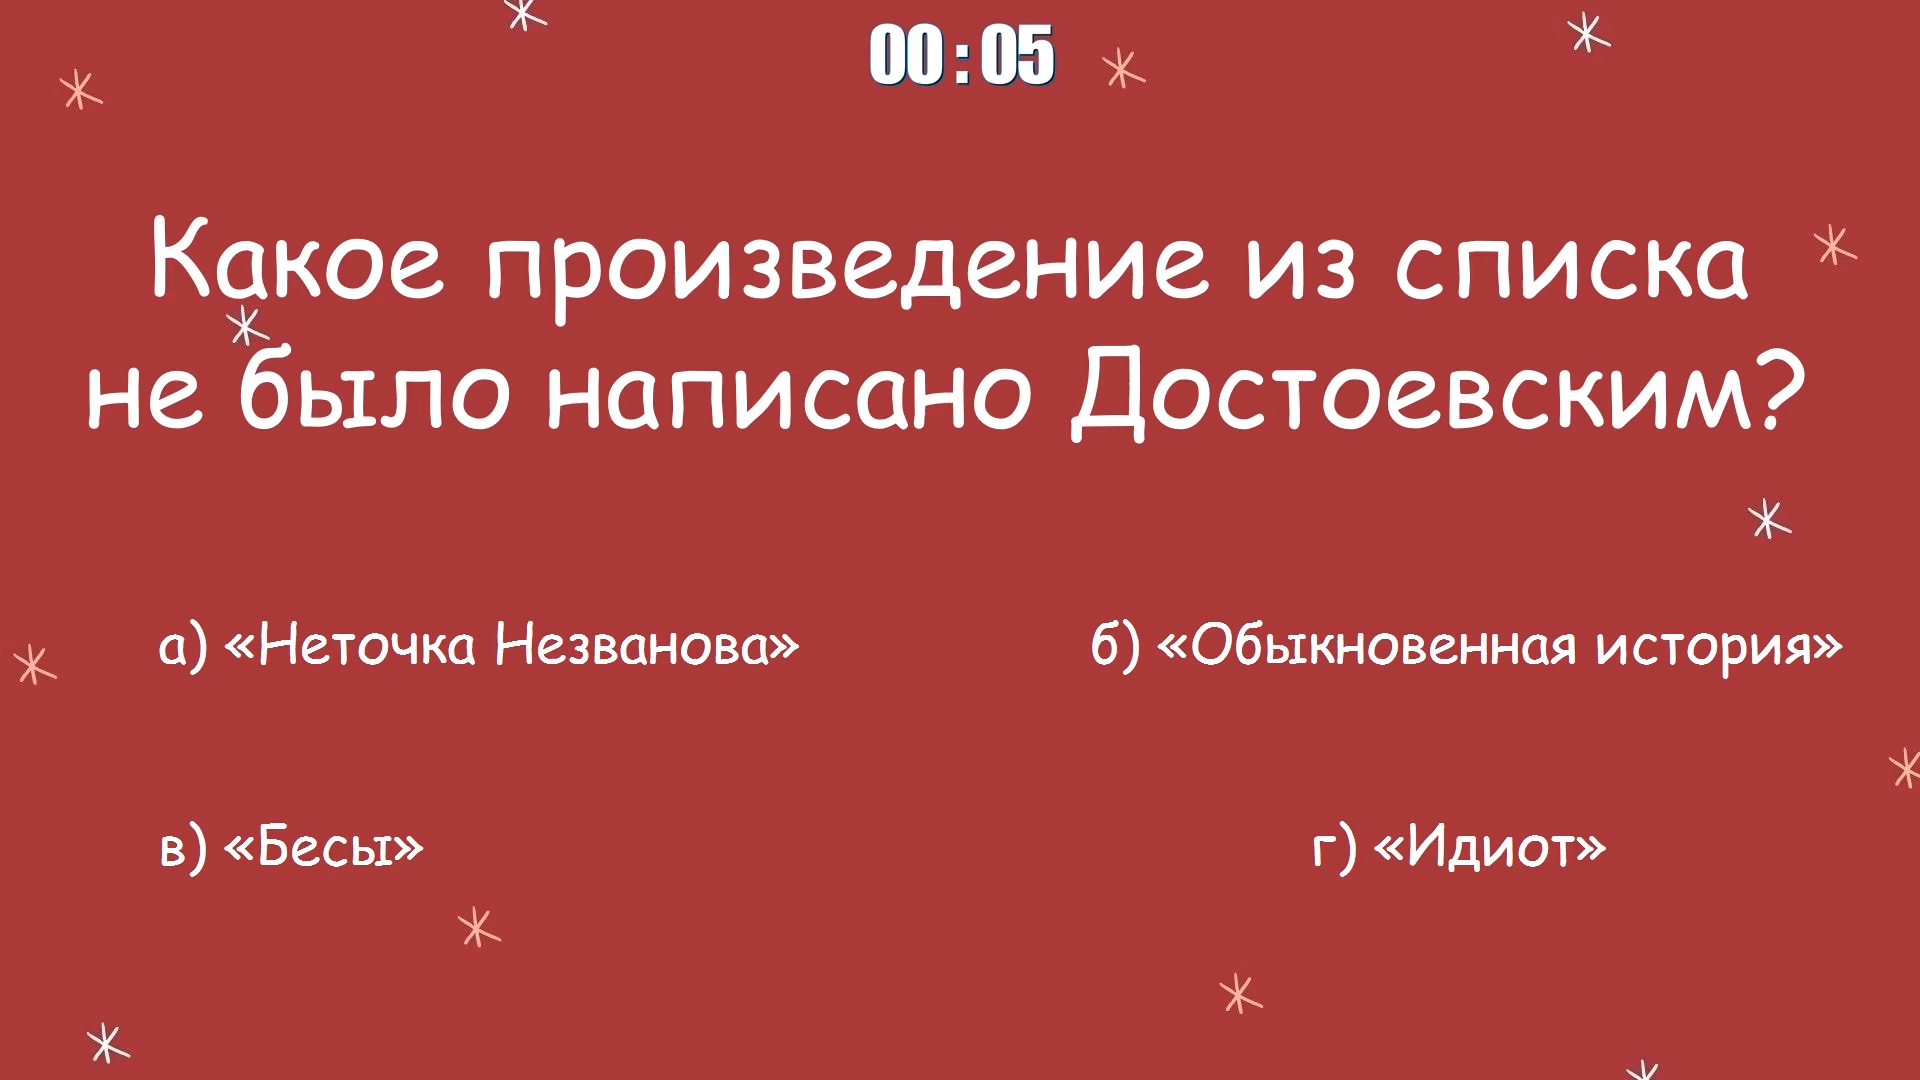 00:05
Какое произведение из списка
не было написано Достоевским?
а) «Неточка Незванова»
б) «Обыкновенная история»
в) «Бесы»
г) «Идиот»